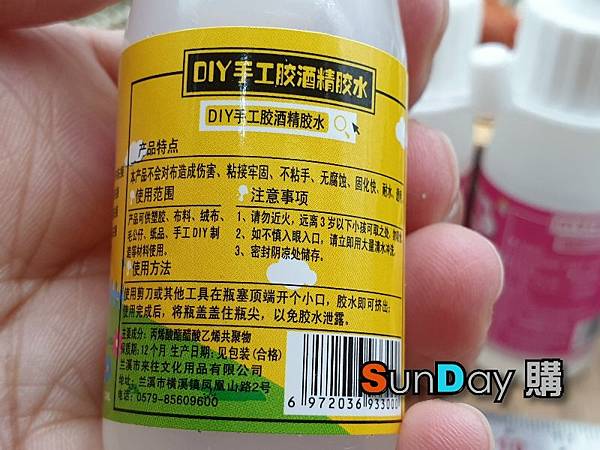 DIY手工胶酒精胶水
DIY手工胶酒精胶水
产品特点
本产品不会对布造成伤害、粘接牢固、不粘手、无腐蚀、固化快、耐水、
使用范围
产品可供塑胶、布料、绒布、
毛公仔、纸品、手工DIY制
造等材料使用。
注意事项
1、请勿近火，远离3岁以下小孩可取之处，
2、如不慎入眼入口，请立即用大量清水冲洗。
3、密封阴凉处储存。
使用方法
使用剪刀或其他工具在瓶塞顶端开个小口，胶水即可挤出；
使用完成后，将瓶盖盖住瓶尖，以免胶水泄露。
主要成分：丙烯酸酯醋酸乙烯共聚物
保质期：12个月 生产日期：见包装(合格)
兰溪市来往文化用品有限公司
地址：兰溪市横溪镇凤凰山路2号
电话：0579-85609600
6 972036 933000
SunDay 購